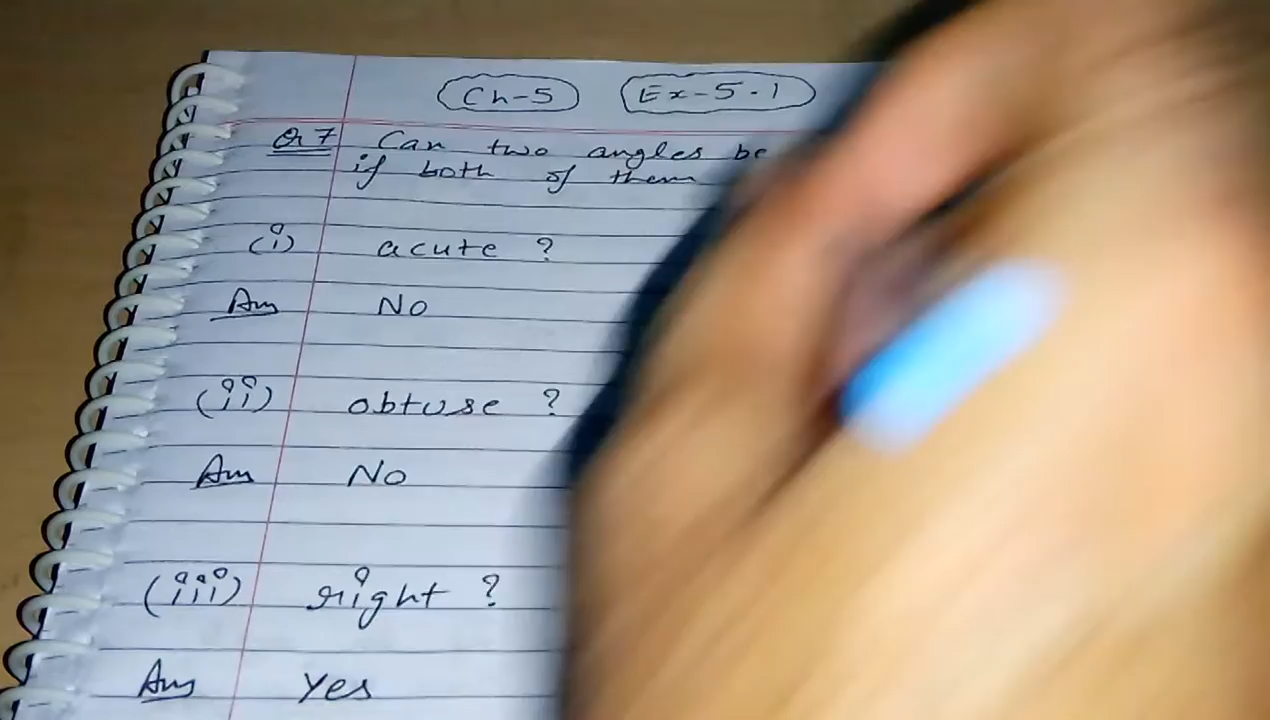 Ch-5 Ex-5.1
Q7 Can two angles be
if both of them
(i) acute ?
Ans No
(ii) obtuse ?
Ans No
(iii) right ?
Ans Yes